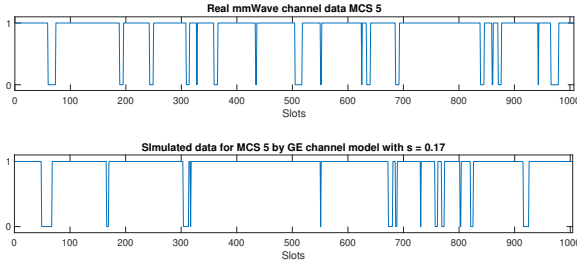 Real mmWave channel data MCS 5
1
0
0 100 200 300 400 500 600 700 800 900 1000
Slots
SImulated data for MCS 5 by GE channel model with s = 0.17
1
0
0 100 200 300 400 500 600 700 800 900 1000
Slots